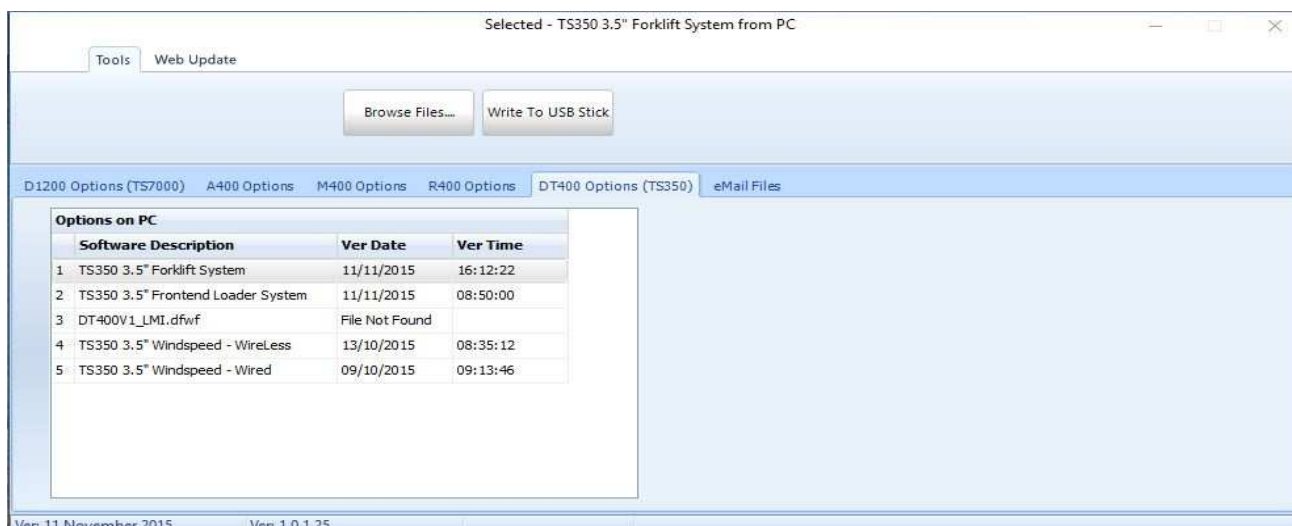 Selected - TS350 3.5" Forklift System from PC
Tools Web Update
Browse Files.... Write To USB Stick
D1200 Options (TS7000) A400 Options M400 Options R400 Options DT400 Options (TS350) eMail Files
Options on PC
Software Description Ver Date Ver Time
1 TS350 3.5" Forklift System 11/11/2015 16:12:22
2 TS350 3.5" Frontend Loader System 11/11/2015 08:50:00
3 DT400V1_LMI.dfwf File Not Found
4 TS350 3.5" Windspeed - WireLess 13/10/2015 08:35:12
5 TS350 3.5" Windspeed - Wired 09/10/2015 09:13:46
Ver: 11 November 2015 Ver: 1.0.1.25